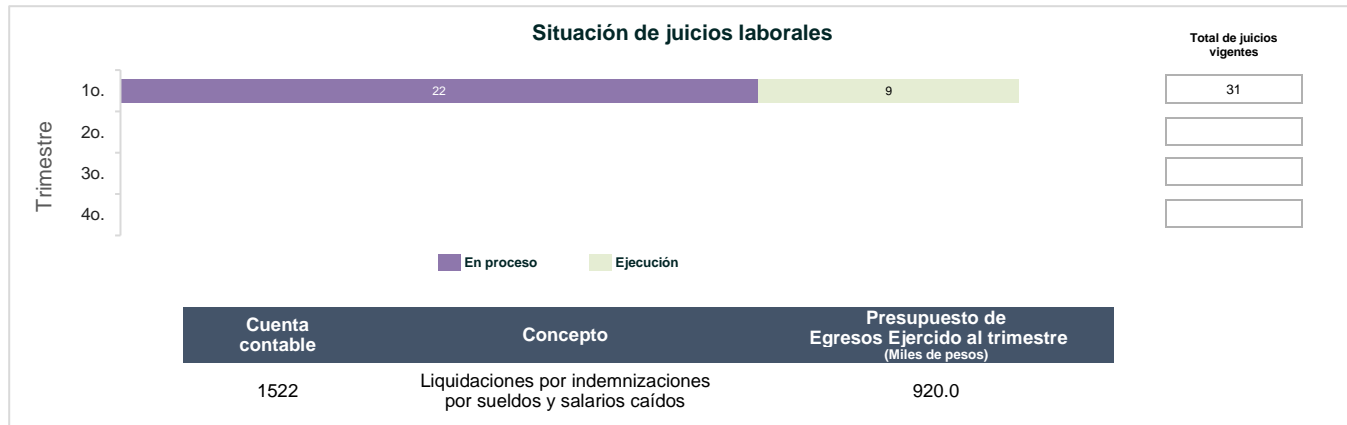 Situación de juicios laborales
Total de juicios
vigentes
Trimestre
1o.
22
9
31
2o.
3o.
4o.
En proceso
Ejecución
Cuenta
contable
Concepto
Presupuesto de
Egresos Ejercido al trimestre
(Miles de pesos)
1522
Liquidaciones por indemnizaciones
por sueldos y salarios caídos
920.0